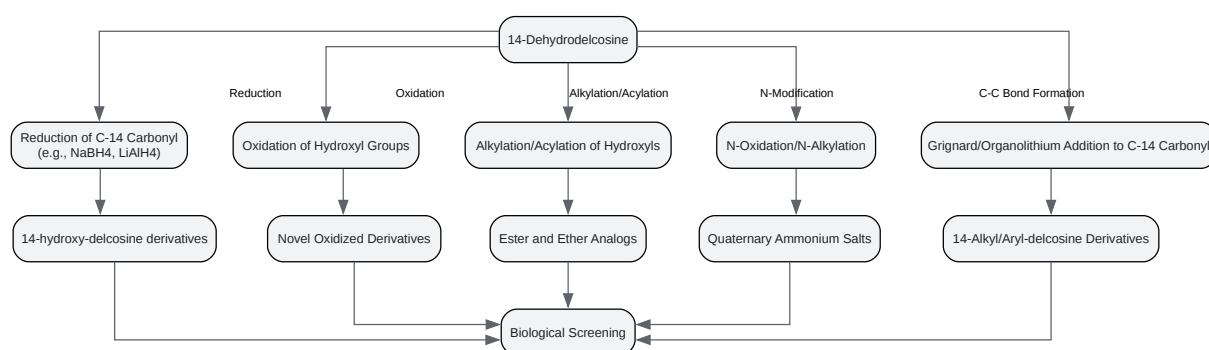 14-Dehydrodelcosine
Reduction
Oxidation
Alkylation/Acylation
N-Modification
C-C Bond Formation
Reduction of C-14 Carbonyl
(e.g., NaBH4, LiAlH4)
Oxidation of Hydroxyl Groups
Alkylation/Acylation of Hydroxyls
N-Oxidation/N-Alkylation
Grignard/Organolithium Addition to C-14 Carbonyl
14-hydroxy-delcosine derivatives
Novel Oxidized Derivatives
Ester and Ether Analogs
Quaternary Ammonium Salts
14-Alkyl/Aryl-delcosine Derivatives
Biological Screening